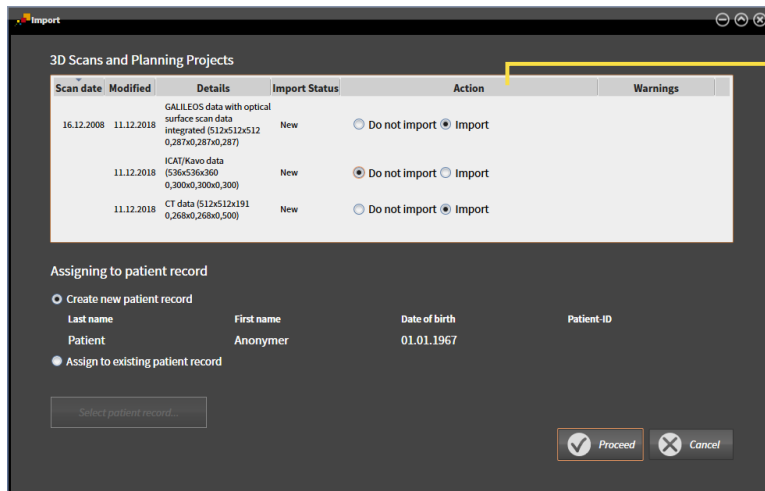 Import
3D Scans and Planning Projects
Scan date Modified Details Import Status Action Warnings
GALILEOS data with optical
surface scan data
16.12.2008 11.12.2018 integrated (512x512x512 New Do not import Import
0,287x0,287x0,287)
ICAT/Kavo data
11.12.2018 (536x536x360 New Do not import Import
0,300x0,300x0,300)
11.12.2018 CT data (512x512x191 New Do not import Import
0,268x0,268x0,500)
Assigning to patient record
Create new patient record
Last name First name Date of birth Patient-ID
Patient Anonymer 01.01.1967
Assign to existing patient record
Select patient record...
Proceed Cancel